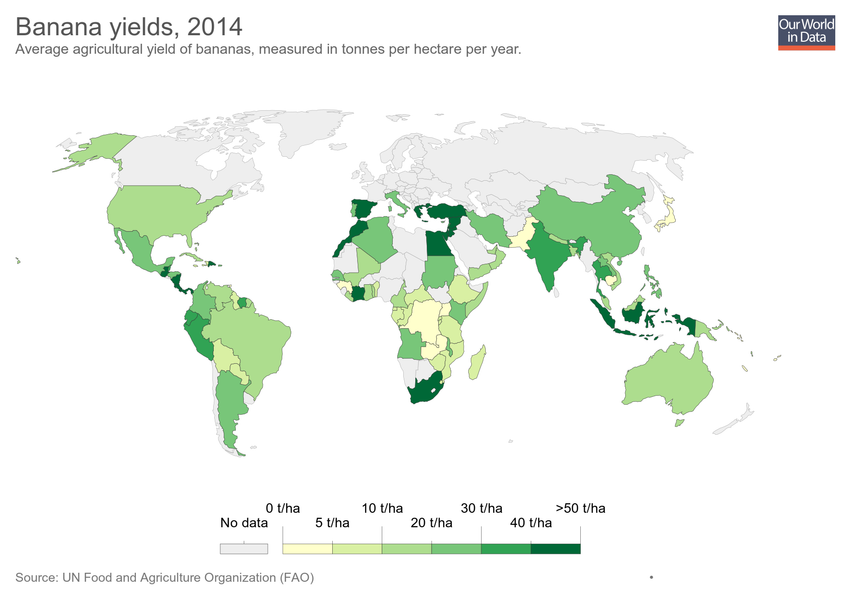 Banana yields, 2014
Average agricultural yield of bananas, measured in tonnes per hectare per year.
Our World
in Data
No data
0 t/ha
5 t/ha
10 t/ha
20 t/ha
30 t/ha
40 t/ha
>50 t/ha
Source: UN Food and Agriculture Organization (FAO)